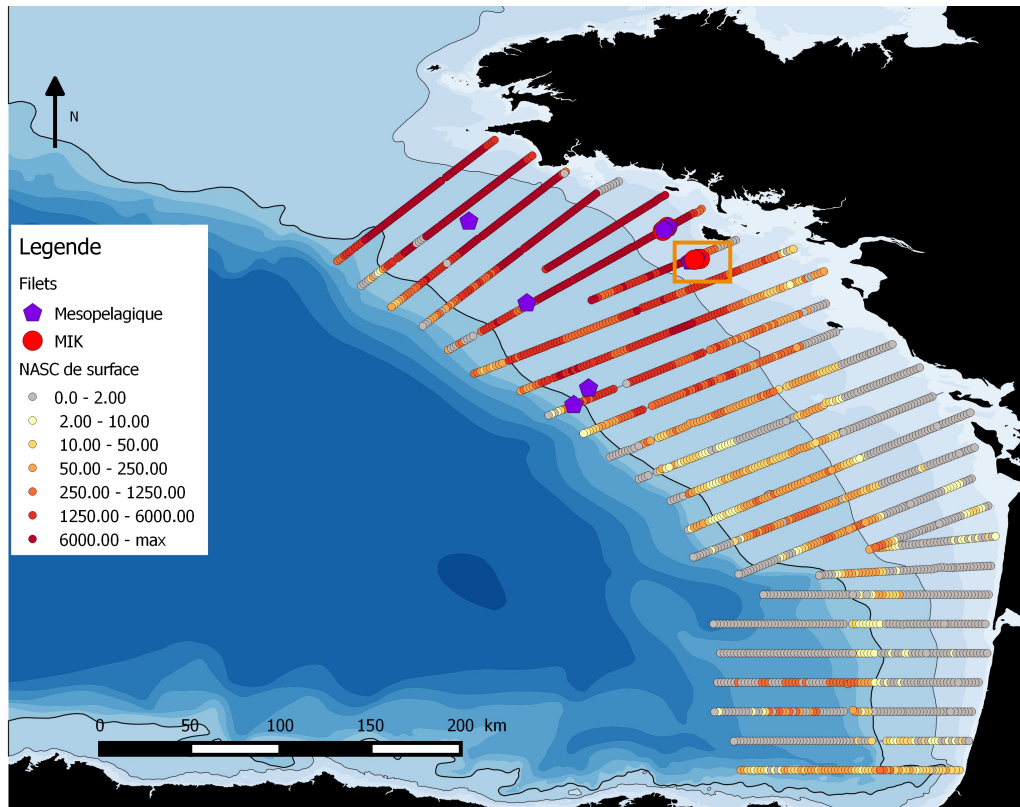 N
Legende
Filets
Mesopelagique
MIK
NASC de surface
0.0 - 2.00
2.00 - 10.00
10.00 - 50.00
50.00 - 250.00
250.00 - 1250.00
1250.00 - 6000.00
6000.00 - max
0 50 100 150 200 km